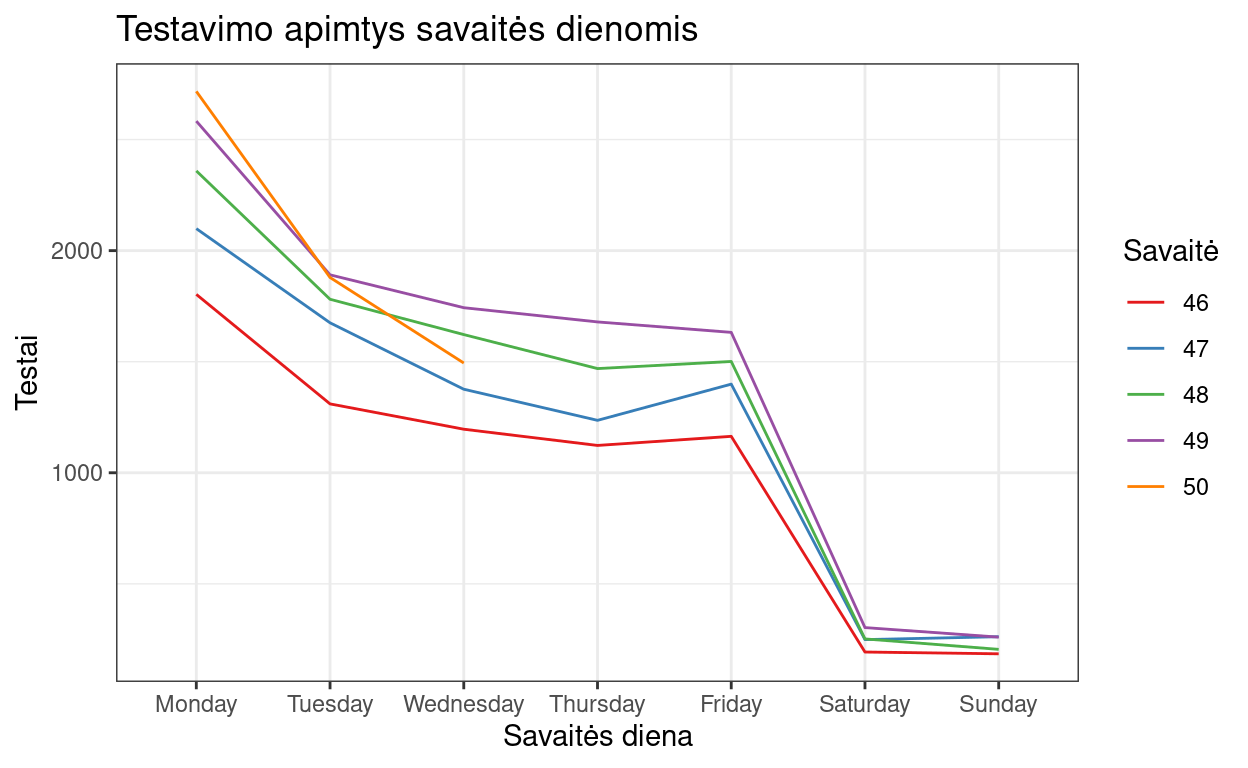 Testavimo apimtys savaitės dienomis
Testai
2000
1000
Monday
Tuesday
Wednesday
Thursday
Friday
Saturday
Sunday
Savaitės diena
Savaitė
46
47
48
49
50